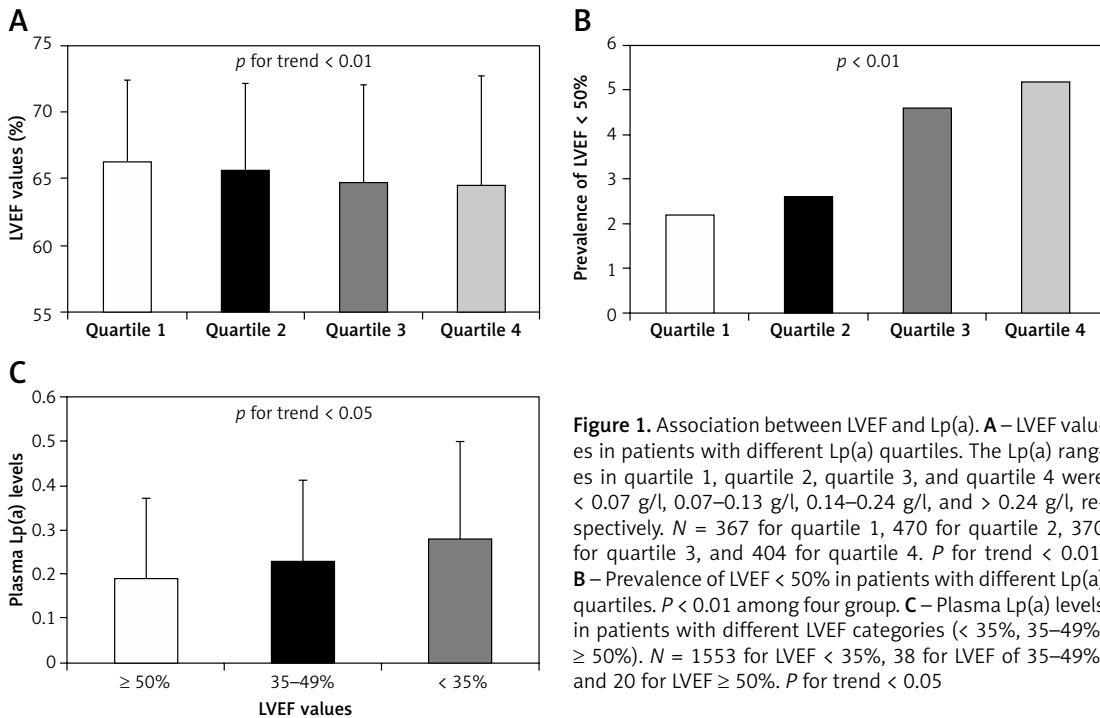 A
LVEF values (%)
75
70
65
60
55
p for trend < 0.01
Quartile 1 Quartile 2 Quartile 3 Quartile 4
B
Prevalence of LVEF < 50%
6
5
4
3
2
1
0
p < 0.01
Quartile 1 Quartile 2 Quartile 3 Quartile 4
C
Plasma Lp(a) levels
0.6
0.5
0.4
0.3
0.2
0.1
0
p for trend < 0.05
≥ 50% 35–49% < 35%
LVEF values
Figure 1. Association between LVEF and Lp(a). A – LVEF valu-
es in patients with different Lp(a) quartiles. The Lp(a) rang-
es in quartile 1, quartile 2, quartile 3, and quartile 4 were
< 0.07 g/l, 0.07–0.13 g/l, 0.14–0.24 g/l, and > 0.24 g/l, re-
spectively. N = 367 for quartile 1, 470 for quartile 2, 370
for quartile 3, and 404 for quartile 4. P for trend < 0.01
B – Prevalence of LVEF < 50% in patients with different Lp(a)
quartiles. P < 0.01 among four group. C – Plasma Lp(a) levels
in patients with different LVEF categories (< 35%, 35–49%
≥ 50%). N = 1553 for LVEF < 35%, 38 for LVEF of 35–49%
and 20 for LVEF ≥ 50%. P for trend < 0.05